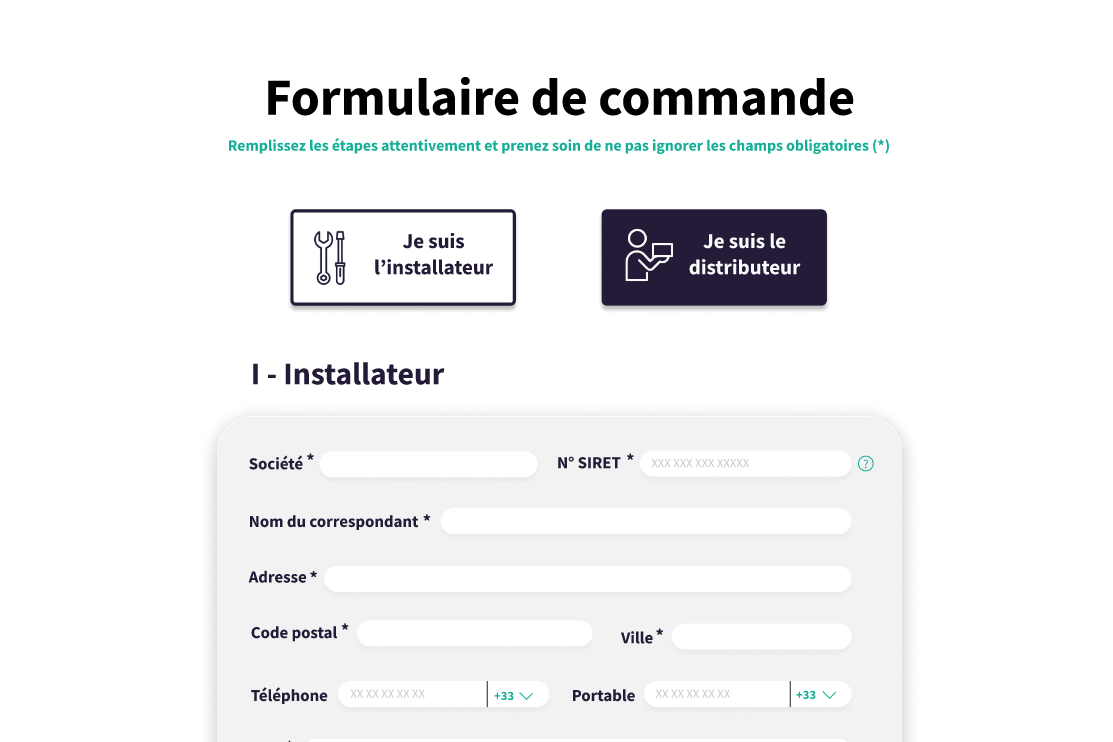 Formulaire de commande
Remplissez les étapes attentivement et prenez soin de ne pas ignorer les champs obligatoires (*)
Je suis
l’installateur
Je suis le
distributeur
I - Installateur
Société *
N° SIRET * XXX XXX XXX XXXXX ?
Nom du correspondant *
Adresse *
Code postal *
Ville *
Téléphone XX XX XX XX XX +33
Portable XX XX XX XX XX +33